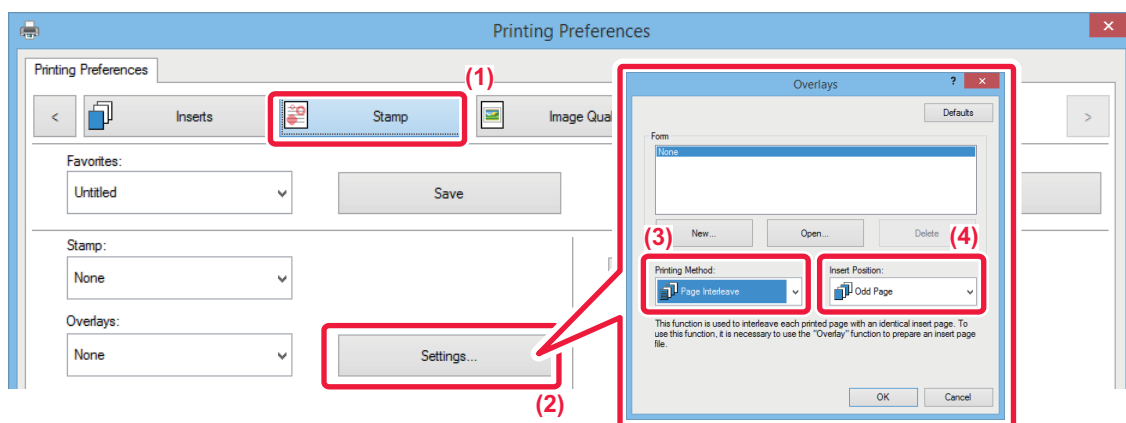 Printing Preferences
Printing Preferences
(1)
<
Inserts
Stamp
Image Qual
>
Favorites:
Untitled
Save
Stamp:
None
Overlays:
None
Settings...
(2)
Overlays
?
Defaults
Form
None
New...
Open...
Delete
(3)
(4)
Printing Method:
Insert Position:
Page Interleave
Odd Page
This function is used to interleave each printed page with an identical insert page. To
use this function, it is necessary to use the "Overlay" function to prepare an insert page
file.
OK
Cancel